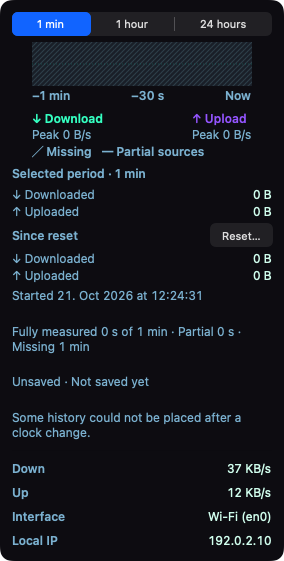 1 min 1 hour 24 hours
−1 min −30 s Now
↓ Download ↑ Upload
Peak 0 B/s Peak 0 B/s
⟋ Missing — Partial sources
Selected period · 1 min
↓ Downloaded 0 B
↑ Uploaded 0 B
Since reset Reset...
↓ Downloaded 0 B
↑ Uploaded 0 B
Started 21. Oct 2026 at 12:24:31
Fully measured 0 s of 1 min · Partial 0 s ·
Missing 1 min
Unsaved · Not saved yet
Some history could not be placed after a
clock change.
Down 37 KB/s
Up 12 KB/s
Interface Wi-Fi (en0)
Local IP 192.0.2.10